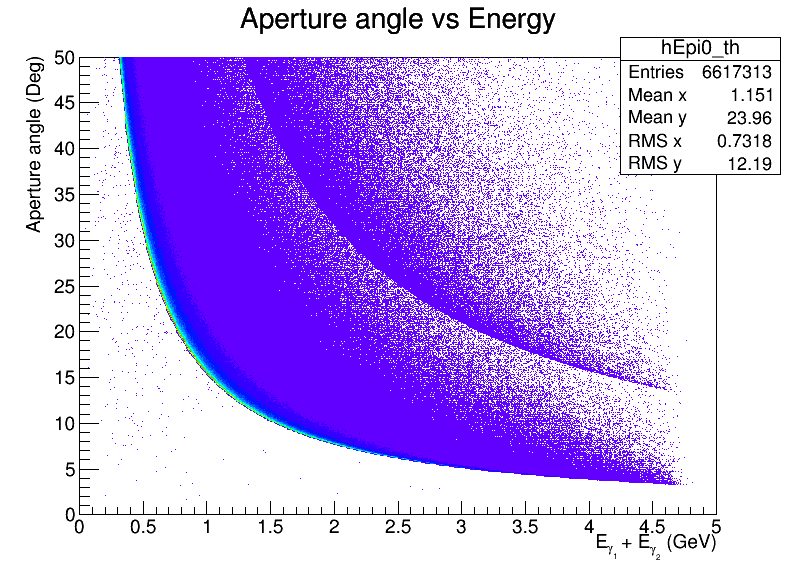 Aperture angle vs Energy
hEpi0_th
Entries 6617313
Mean x 1.151
Mean y 23.96
RMS x 0.7318
RMS y 12.19
Aperture angle (Deg)
50
45
40
35
30
25
20
15
10
5
0
0 0.5 1 1.5 2 2.5 3 3.5 4 4.5 5
E_γ₁ + E_γ₂ (GeV)